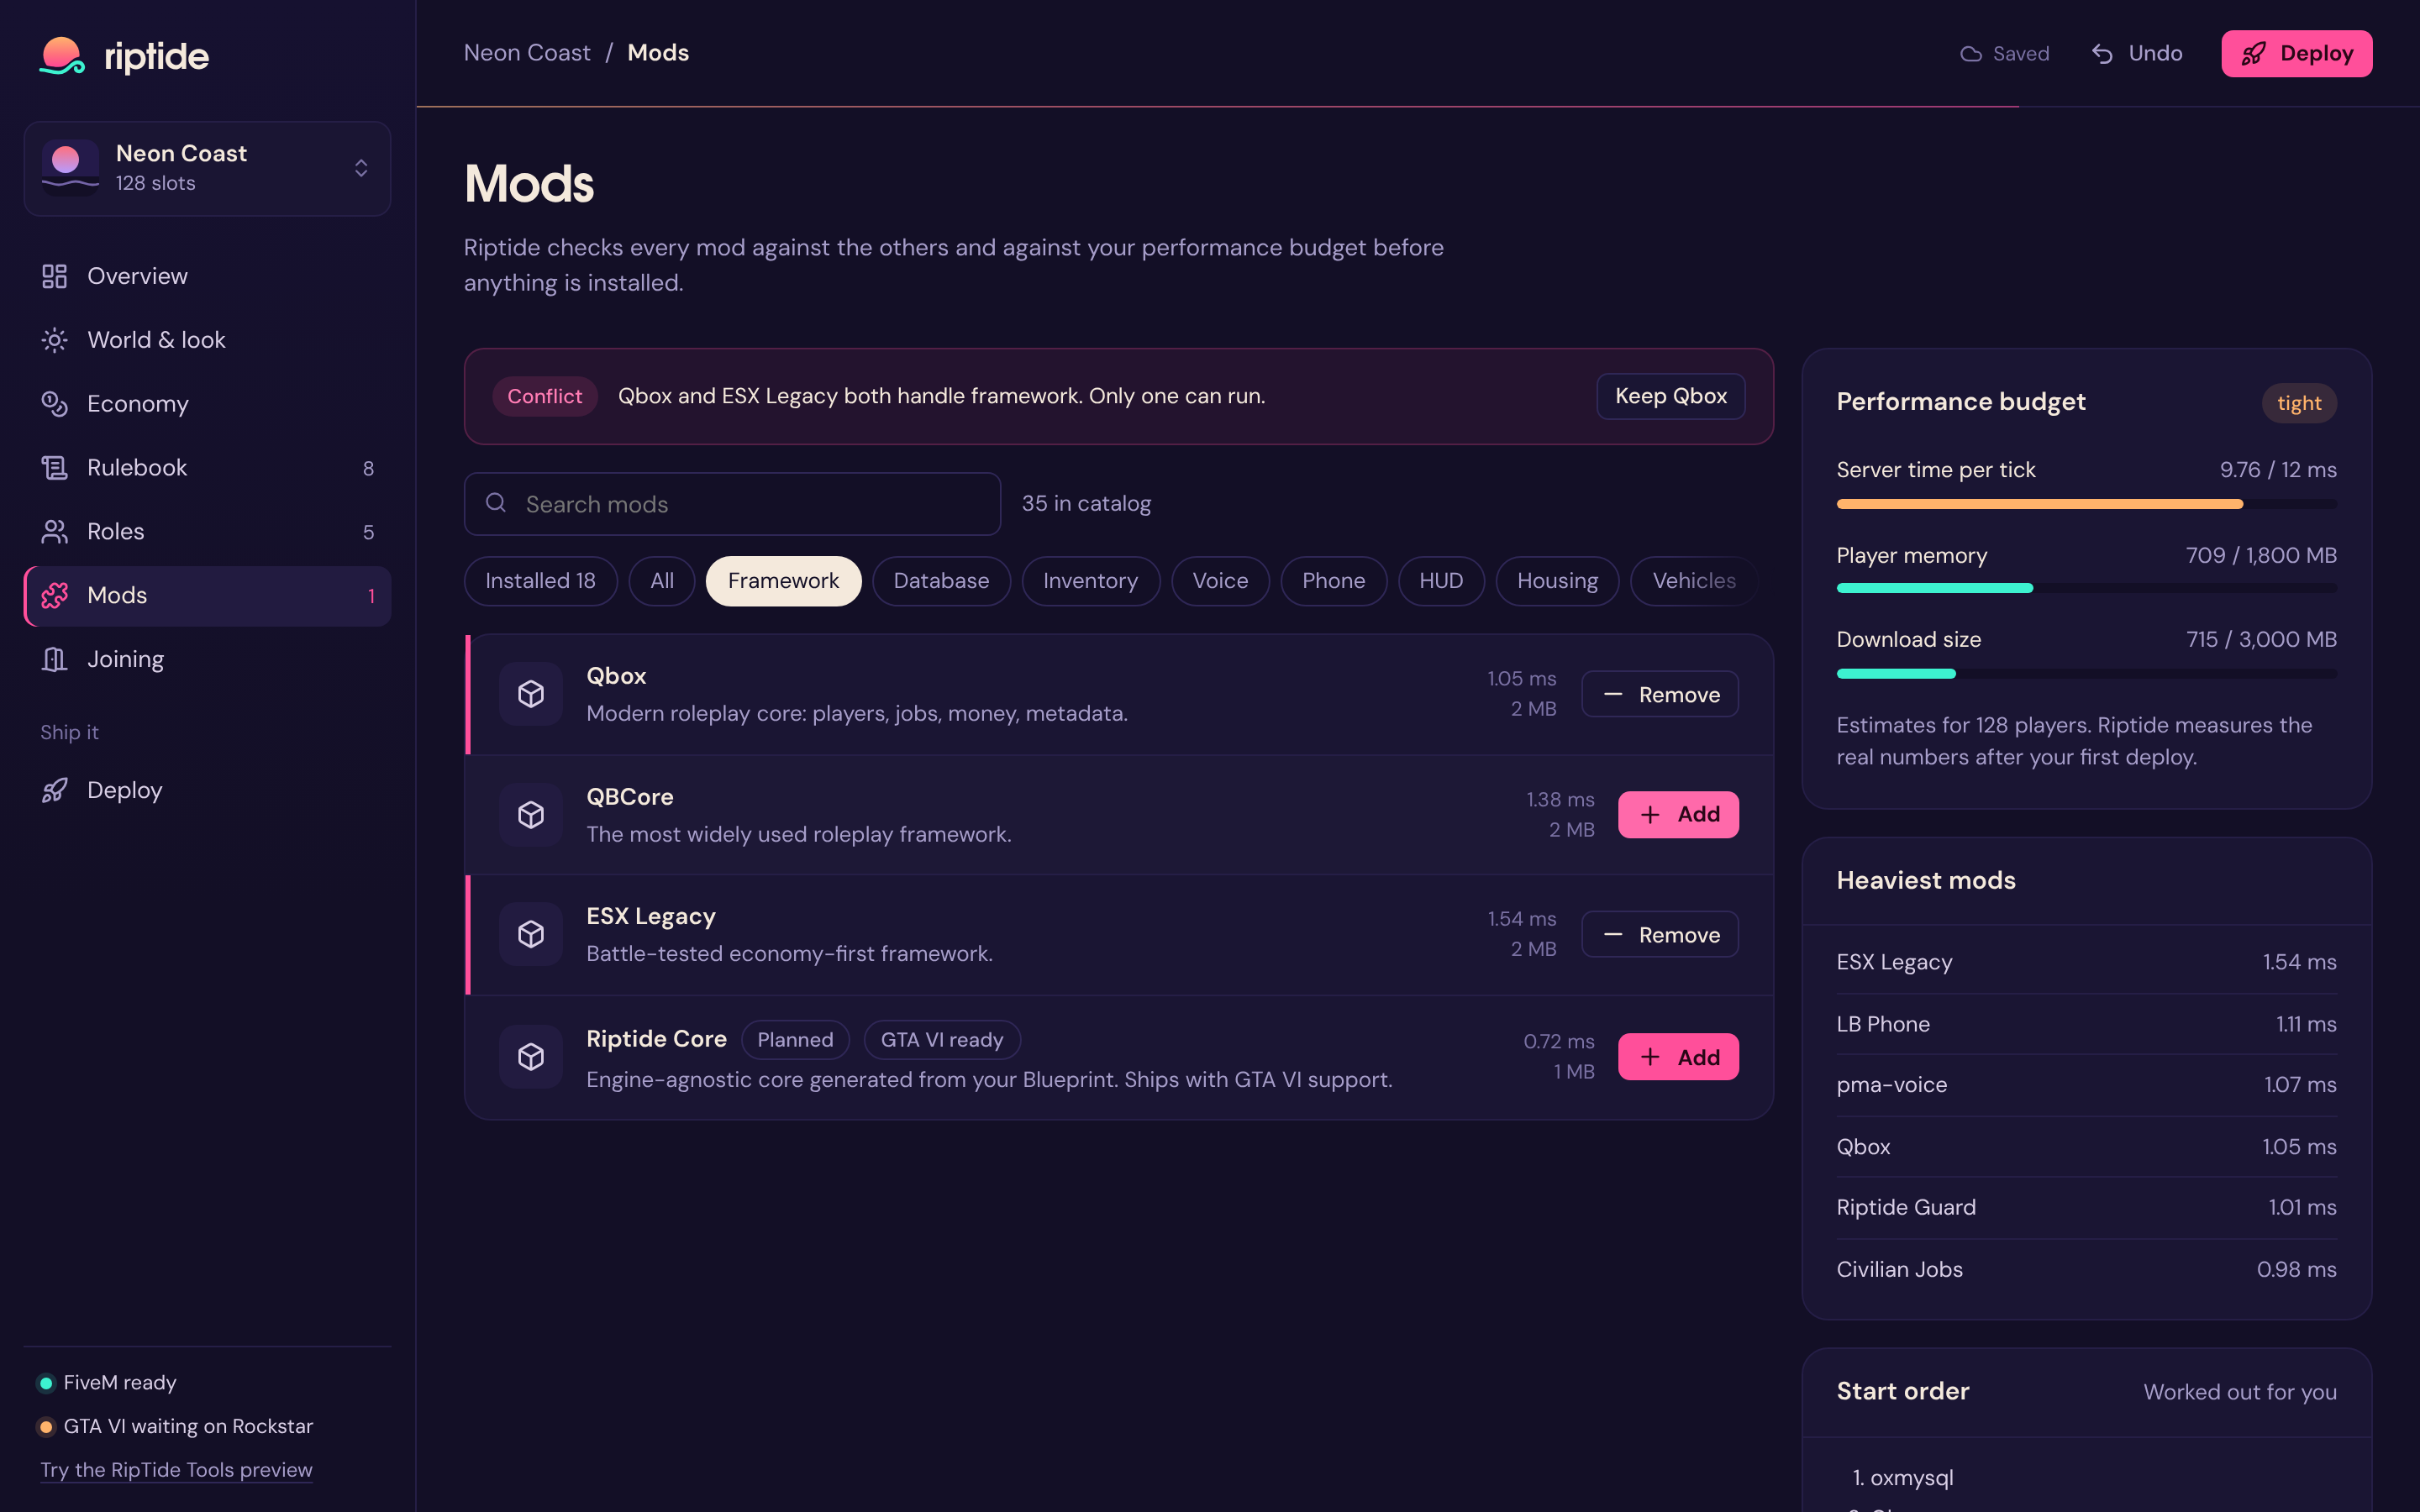 riptide
Neon Coast
128 slots
Overview
World & look
Economy
Rulebook 8
Roles 5
Mods 1
Joining
Ship it
Deploy
FiveM ready
GTA VI waiting on Rockstar
Try the RipTide Tools preview
Neon Coast / Mods
Saved
Undo
Deploy
Mods
Riptide checks every mod against the others and against your performance budget before
anything is installed.
Conflict Qbox and ESX Legacy both handle framework. Only one can run. Keep Qbox
Search mods
35 in catalog
Installed 18 All Framework Database Inventory Voice Phone HUD Housing Vehicles
Qbox
Modern roleplay core: players, jobs, money, metadata.
1.05 ms
2 MB
Remove
QBCore
The most widely used roleplay framework.
1.38 ms
2 MB
Add
ESX Legacy
Battle-tested economy-first framework.
1.54 ms
2 MB
Remove
Riptide Core Planned GTA VI ready
Engine-agnostic core generated from your Blueprint. Ships with GTA VI support.
0.72 ms
1 MB
Add
Performance budget tight
Server time per tick 9.76 / 12 ms
Player memory 709 / 1,800 MB
Download size 715 / 3,000 MB
Estimates for 128 players. Riptide measures the
real numbers after your first deploy.
Heaviest mods
ESX Legacy 1.54 ms
LB Phone 1.11 ms
pma-voice 1.07 ms
Qbox 1.05 ms
Riptide Guard 1.01 ms
Civilian Jobs 0.98 ms
Start order Worked out for you
1. oxmysql